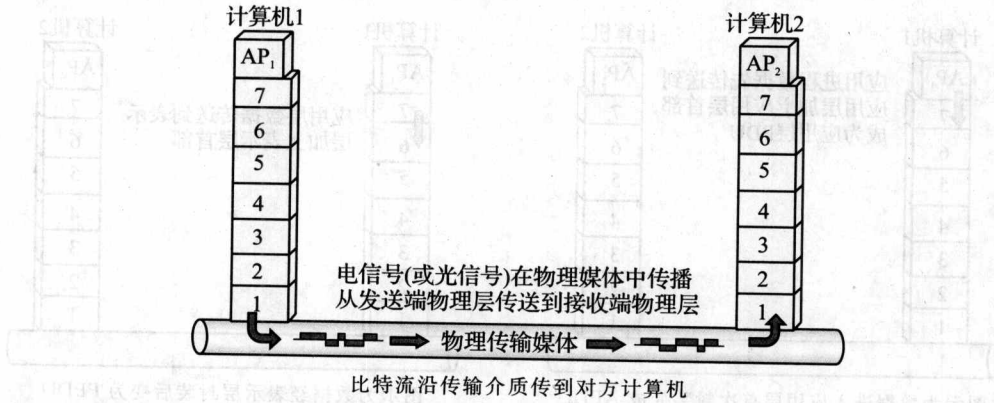 计算机1
计算机2
AP₁
7
6
5
4
3
2
1
AP₂
7
6
5
4
3
2
1
电信号(或光信号)在物理媒体中传播
从发送端物理层传送到接收端物理层
物理传输媒体
比特流沿传输介质传到对方计算机